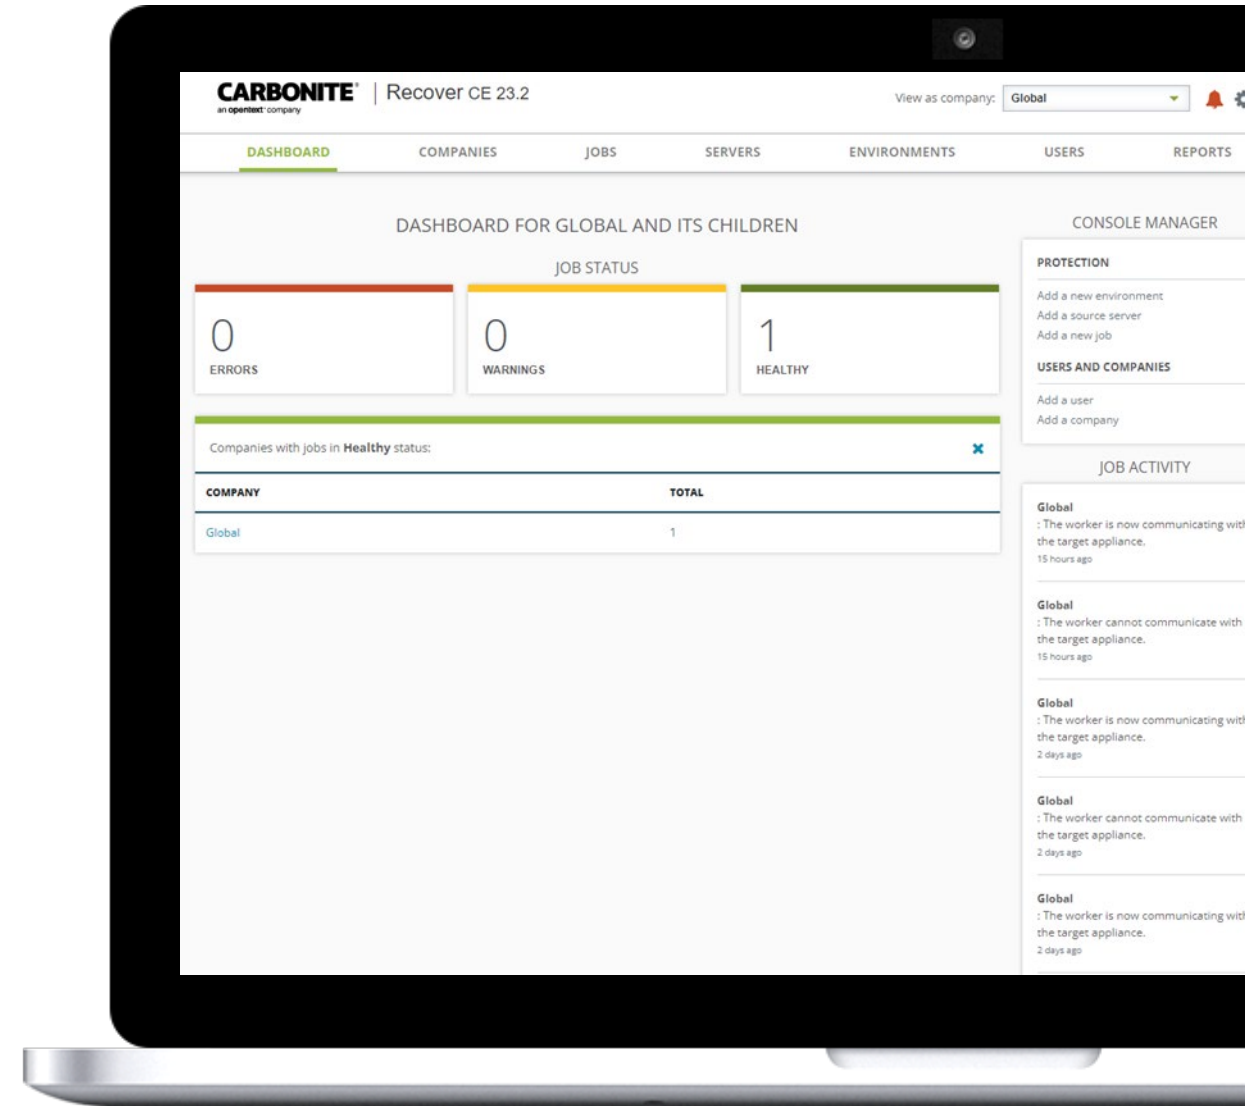 CARBONITE® | Recover CE 23.2
an opentext™ company
View as company: Global
DASHBOARD COMPANIES JOBS SERVERS ENVIRONMENTS USERS REPORTS
DASHBOARD FOR GLOBAL AND ITS CHILDREN
JOB STATUS
0
ERRORS
0
WARNINGS
1
HEALTHY
Companies with jobs in Healthy status:
COMPANY TOTAL
Global 1
CONSOLE MANAGER
PROTECTION
Add a new environment
Add a source server
Add a new job
USERS AND COMPANIES
Add a user
Add a company
JOB ACTIVITY
Global
: The worker is now communicating with
the target appliance.
15 hours ago
Global
: The worker cannot communicate with
the target appliance.
15 hours ago
Global
: The worker is now communicating with
the target appliance.
2 days ago
Global
: The worker cannot communicate with
the target appliance.
2 days ago
Global
: The worker is now communicating with
the target appliance.
2 days ago